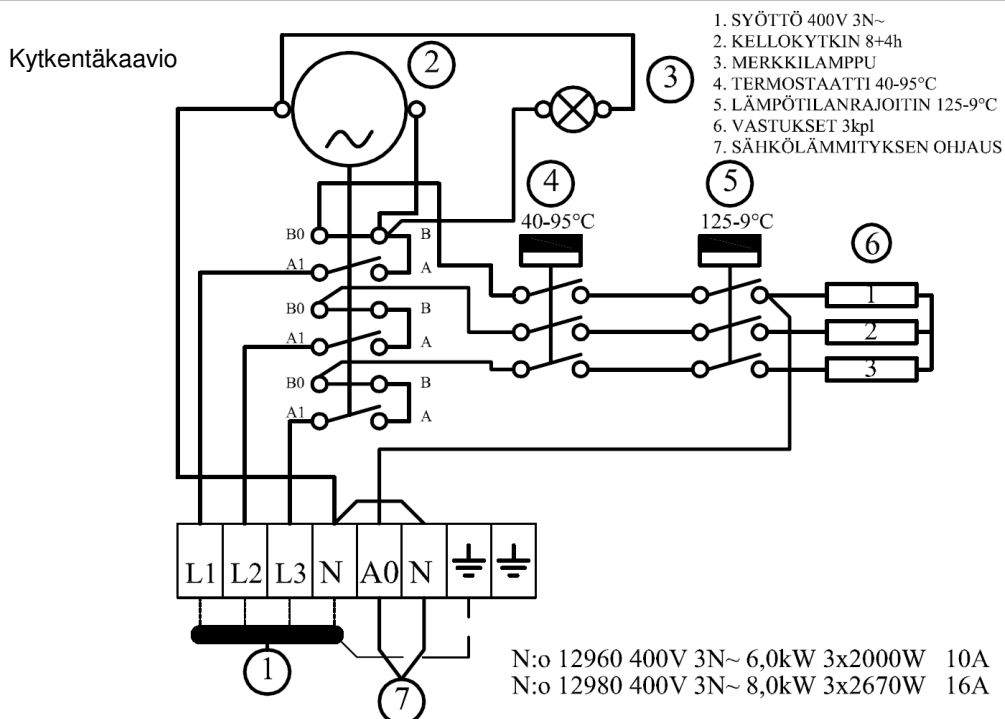 Kytkentäkaavio
1. SYÖTTÖ 400V 3N~
2. KELLOKYTKIN 8+4h
3. MERKKILAMPPU
4. TERMOSTAATTI 40-95°C
5. LÄMPÖTILANRAJOITIN 125-9°C
6. VASTUKSET 3kpl
7. SÄHKÖLÄMMITYKSEN OHJAUS
2
3
4
5
40-95°C
125-9°C
6
B0 B
A1 A
B0 B
A1 A
B0 B
A1 A
1
2
3
L1 L2 L3 N A0 N
1
7
N:o 12960 400V 3N~ 6,0kW 3x2000W 10A
N:o 12980 400V 3N~ 8,0kW 3x2670W 16A